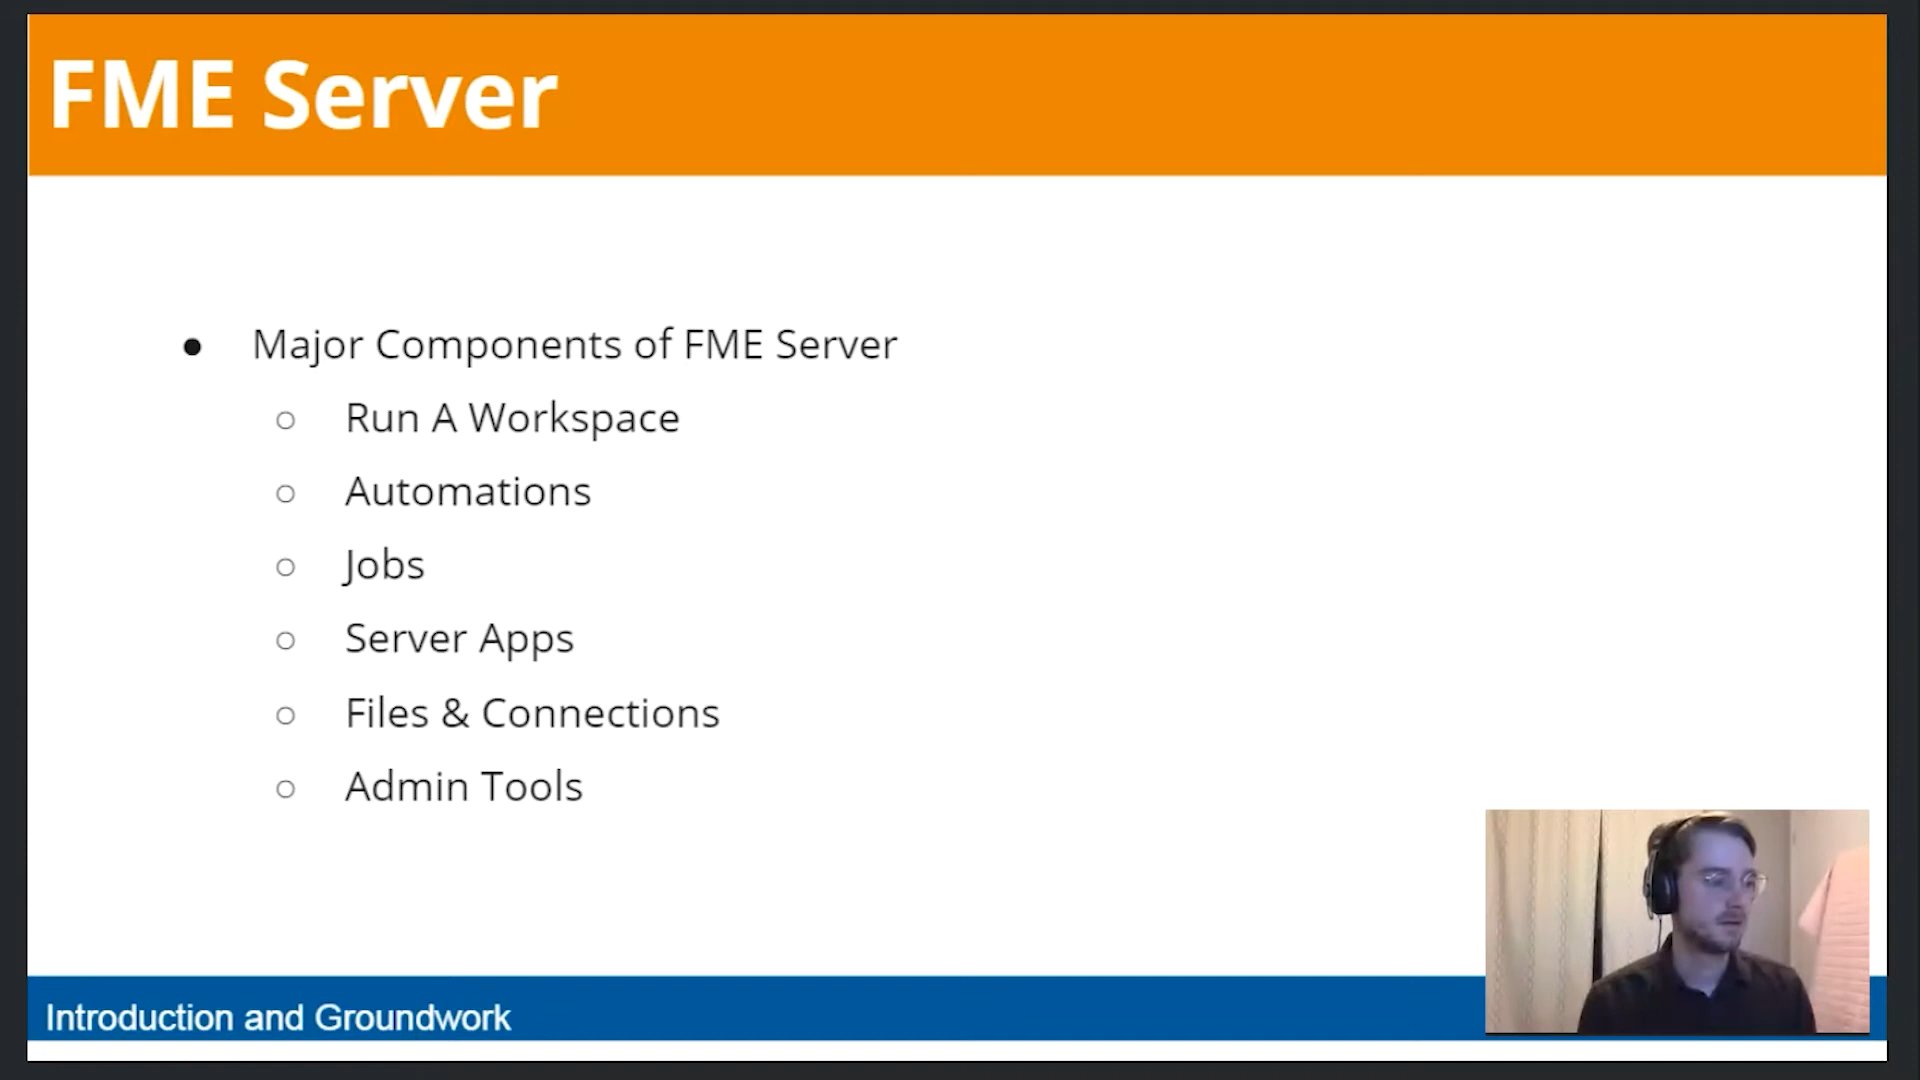 FME Server
● Major Components of FME Server
○ Run A Workspace
○ Automations
○ Jobs
○ Server Apps
○ Files & Connections
○ Admin Tools
Introduction and Groundwork